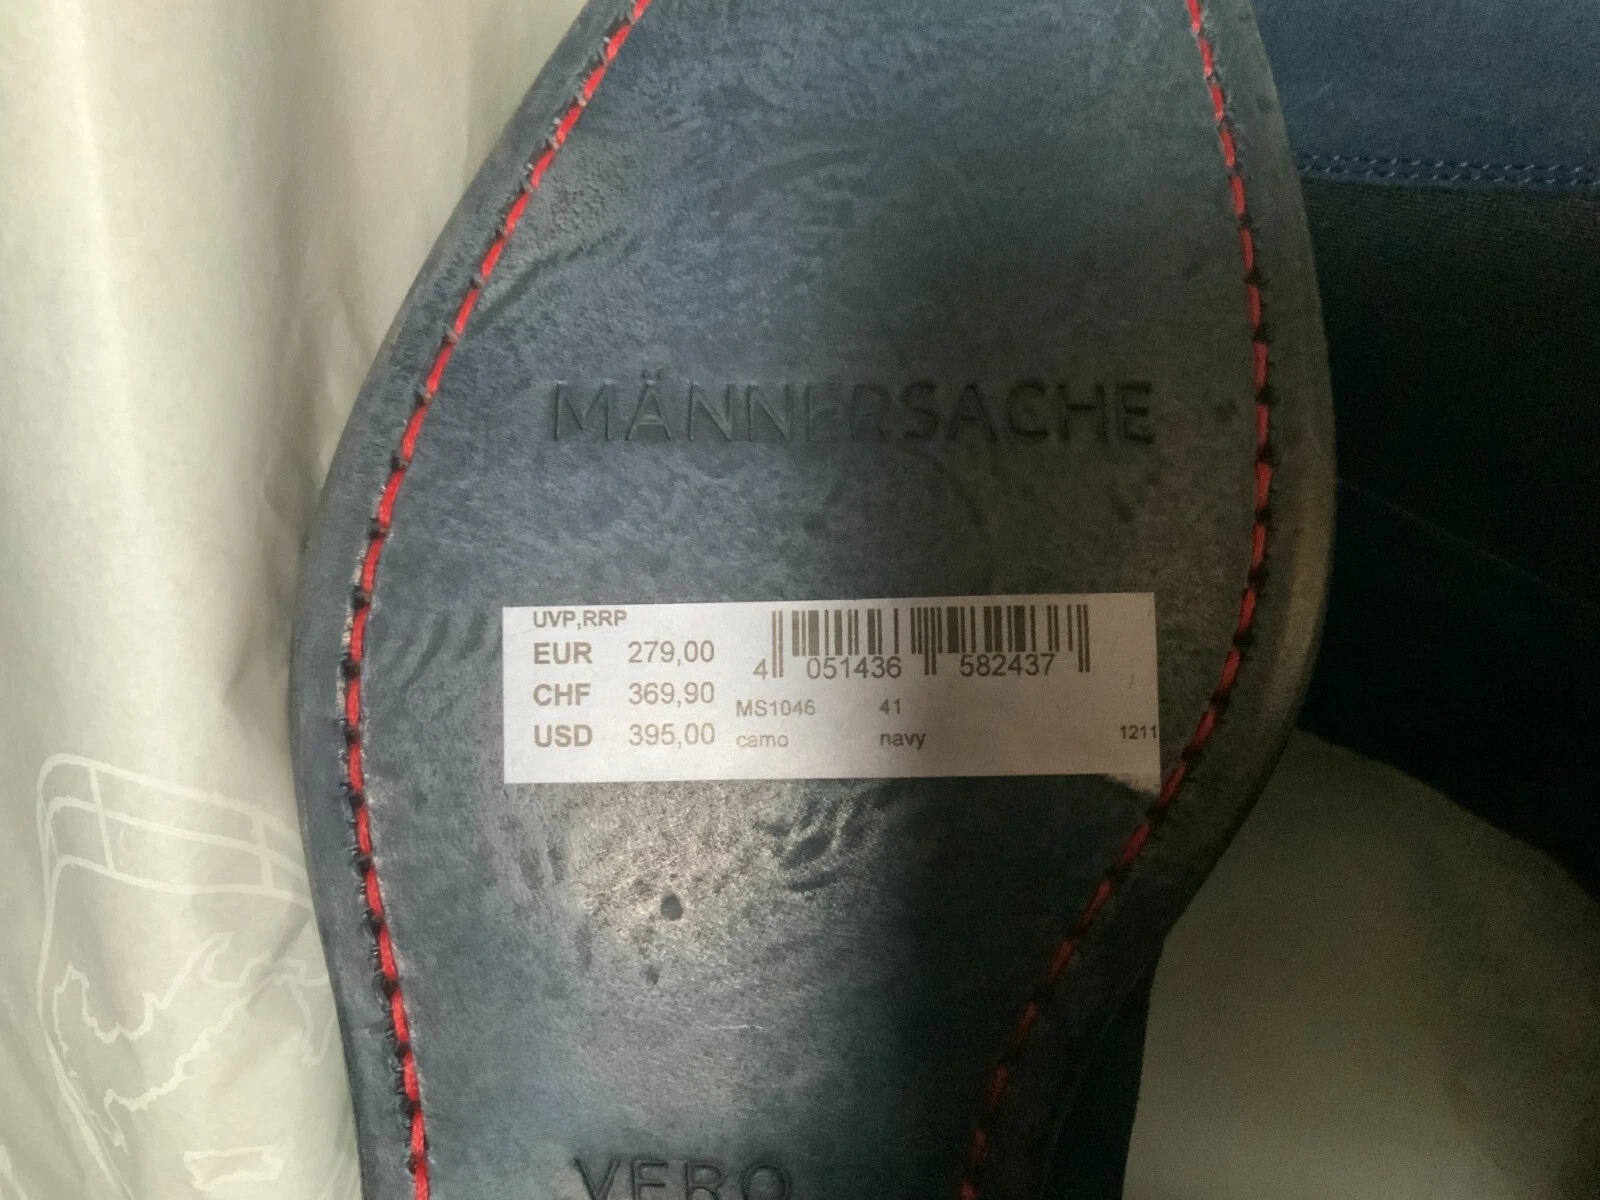 MÄNNERSACHE
UVP,RRP
EUR 279,00
CHF 369,90
USD 395,00
4 051436 582437
MS1046 41
camo navy 1211
VERO